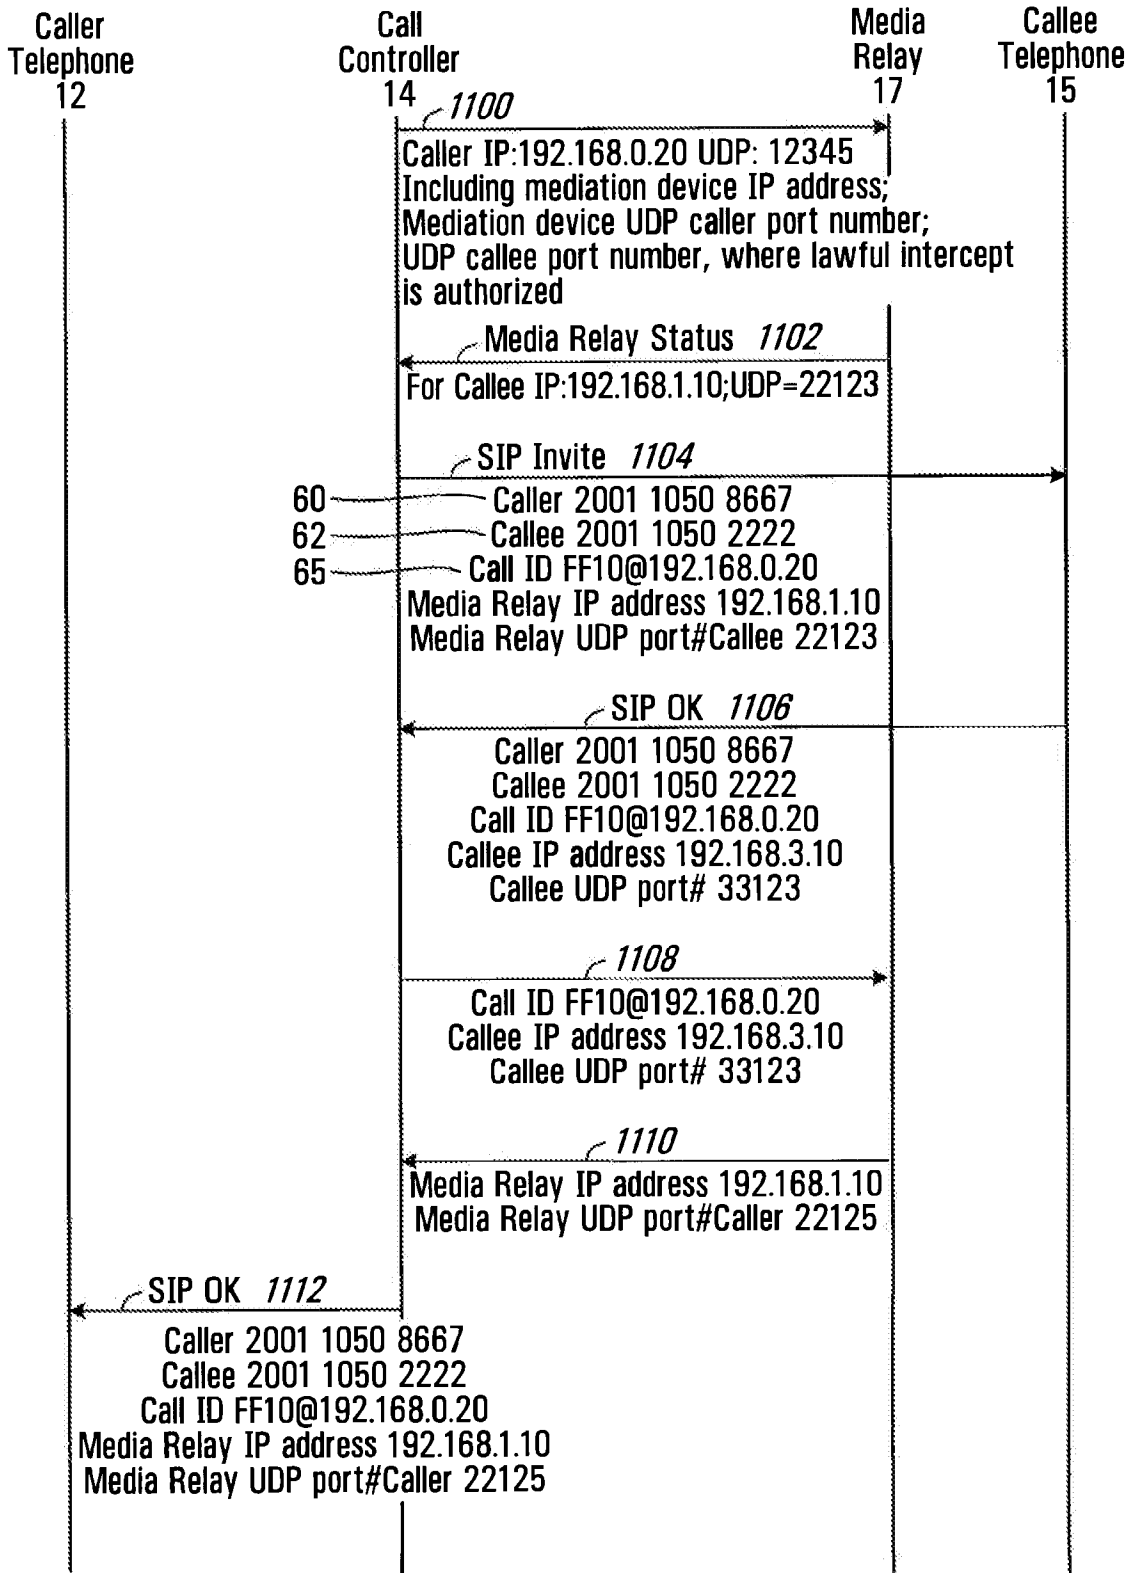 Caller
Telephone
12
Call
Controller
14
Media
Relay
17
Callee
Telephone
15
1100
Caller IP:192.168.0.20 UDP: 12345
Including mediation device IP address;
Mediation device UDP caller port number;
UDP callee port number, where lawful intercept
is authorized
Media Relay Status 1102
For Callee IP:192.168.1.10;UDP=22123
SIP Invite 1104
60 Caller 2001 1050 8667
62 Callee 2001 1050 2222
65 Call ID FF10@192.168.0.20
Media Relay IP address 192.168.1.10
Media Relay UDP port#Callee 22123
SIP OK 1106
Caller 2001 1050 8667
Callee 2001 1050 2222
Call ID FF10@192.168.0.20
Callee IP address 192.168.3.10
Callee UDP port# 33123
1108
Call ID FF10@192.168.0.20
Callee IP address 192.168.3.10
Callee UDP port# 33123
1110
Media Relay IP address 192.168.1.10
Media Relay UDP port#Caller 22125
SIP OK 1112
Caller 2001 1050 8667
Callee 2001 1050 2222
Call ID FF10@192.168.0.20
Media Relay IP address 192.168.1.10
Media Relay UDP port#Caller 22125